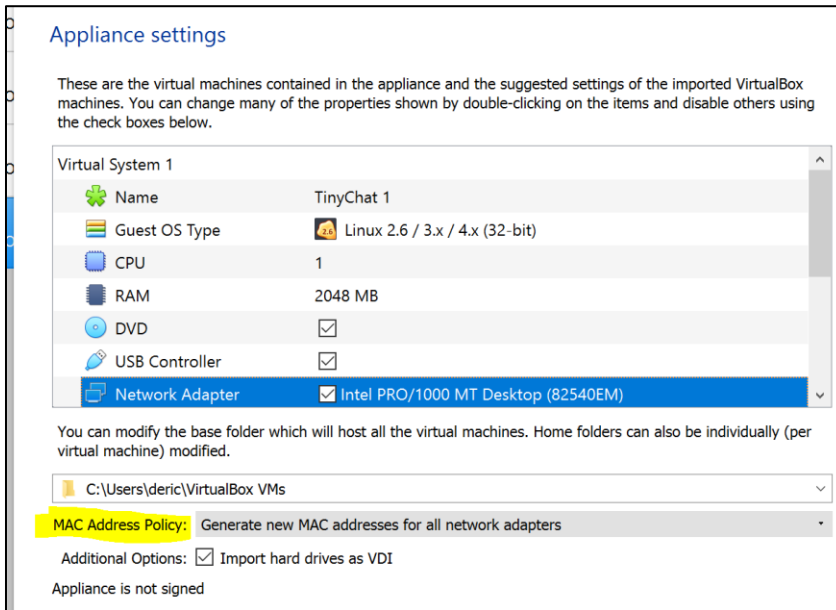 Appliance settings
These are the virtual machines contained in the appliance and the suggested settings of the imported VirtualBox
machines. You can change many of the properties shown by double-clicking on the items and disable others using
the check boxes below.
Virtual System 1
Name TinyChat 1
Guest OS Type 2.6 Linux 2.6 / 3.x / 4.x (32-bit)
CPU 1
RAM 2048 MB
DVD
USB Controller
Network Adapter Intel PRO/1000 MT Desktop (82540EM)
You can modify the base folder which will host all the virtual machines. Home folders can also be individually (per
virtual machine) modified.
C:\Users\deric\VirtualBox VMs
MAC Address Policy: Generate new MAC addresses for all network adapters
Additional Options: Import hard drives as VDI
Appliance is not signed